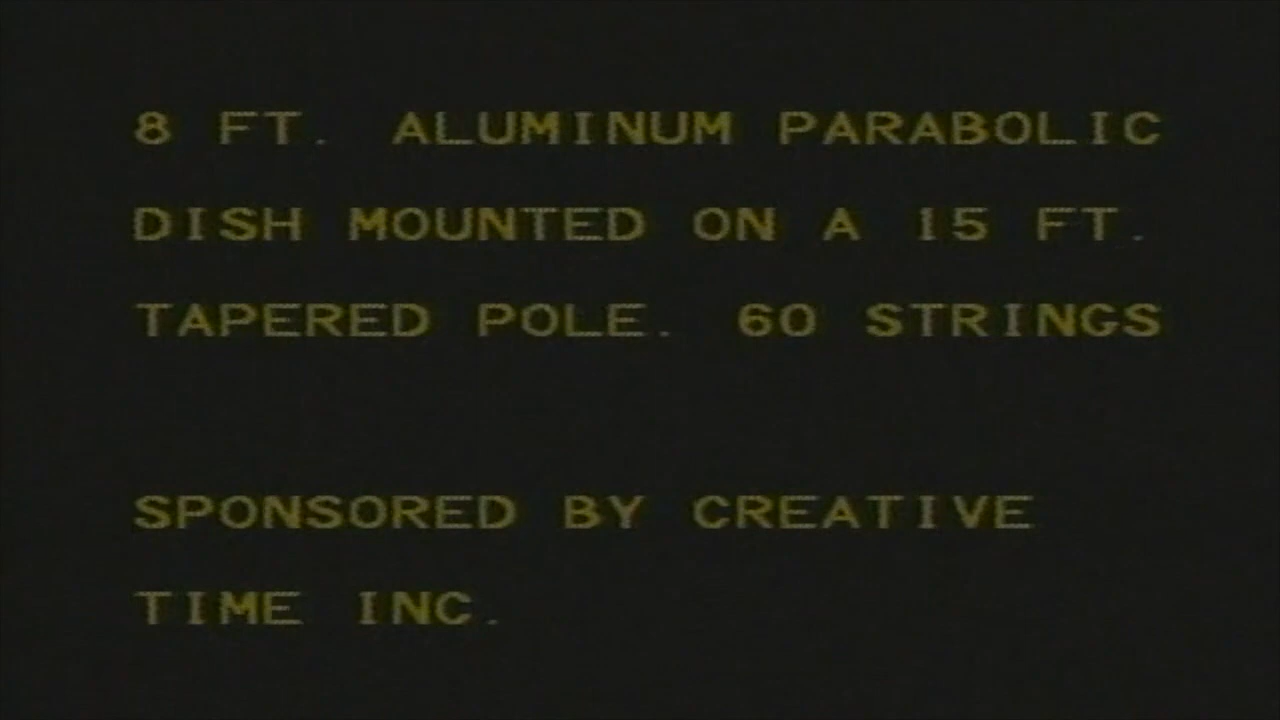 8 FT. ALUMINUM PARABOLIC
DISH MOUNTED ON A 15 FT.
TAPERED POLE. 60 STRINGS
SPONSORED BY CREATIVE
TIME INC.